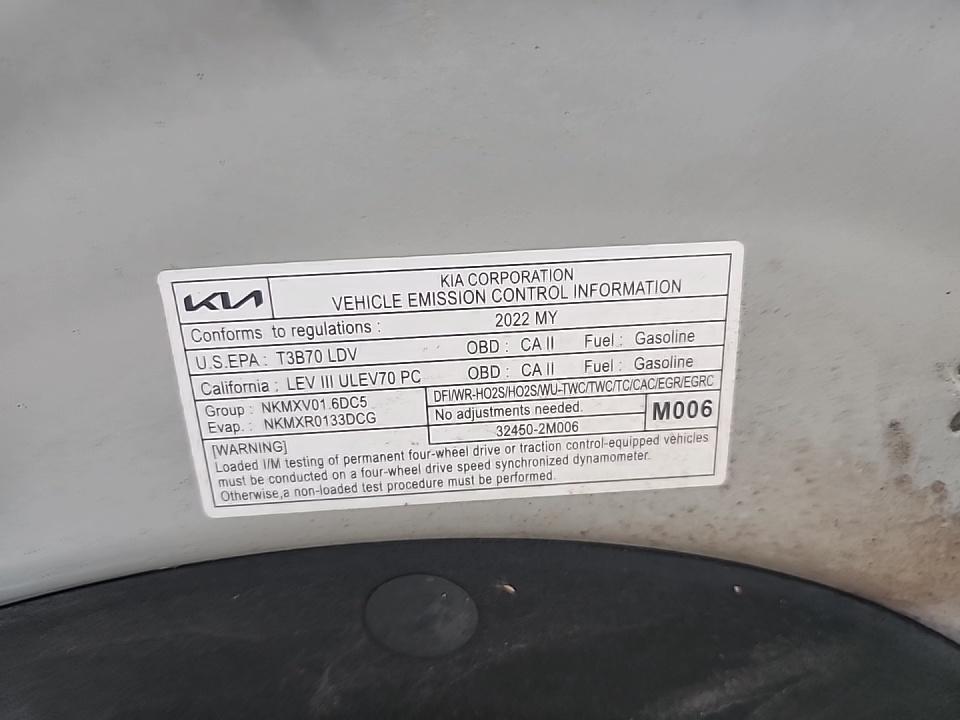 KIA
KIA CORPORATION
VEHICLE EMISSION CONTROL INFORMATION
Conforms to regulations : 2022 MY
U.S.EPA : T3B70 LDV OBD : CA II Fuel : Gasoline
California : LEV III ULEV70 PC OBD : CA II Fuel : Gasoline
Group : NKMXV01.6DC5
Evap. : NKMXR0133DCG
DFI/WR-HO2S/HO2S/WU-TWC/TWC/TC/CAC/EGR/EGRC
No adjustments needed.
32450-2M006
M006
[WARNING]
Loaded I/M testing of permanent four-wheel drive or traction control-equipped vehicles
must be conducted on a four-wheel drive speed synchronized dynamometer.
Otherwise,a non-loaded test procedure must be performed.